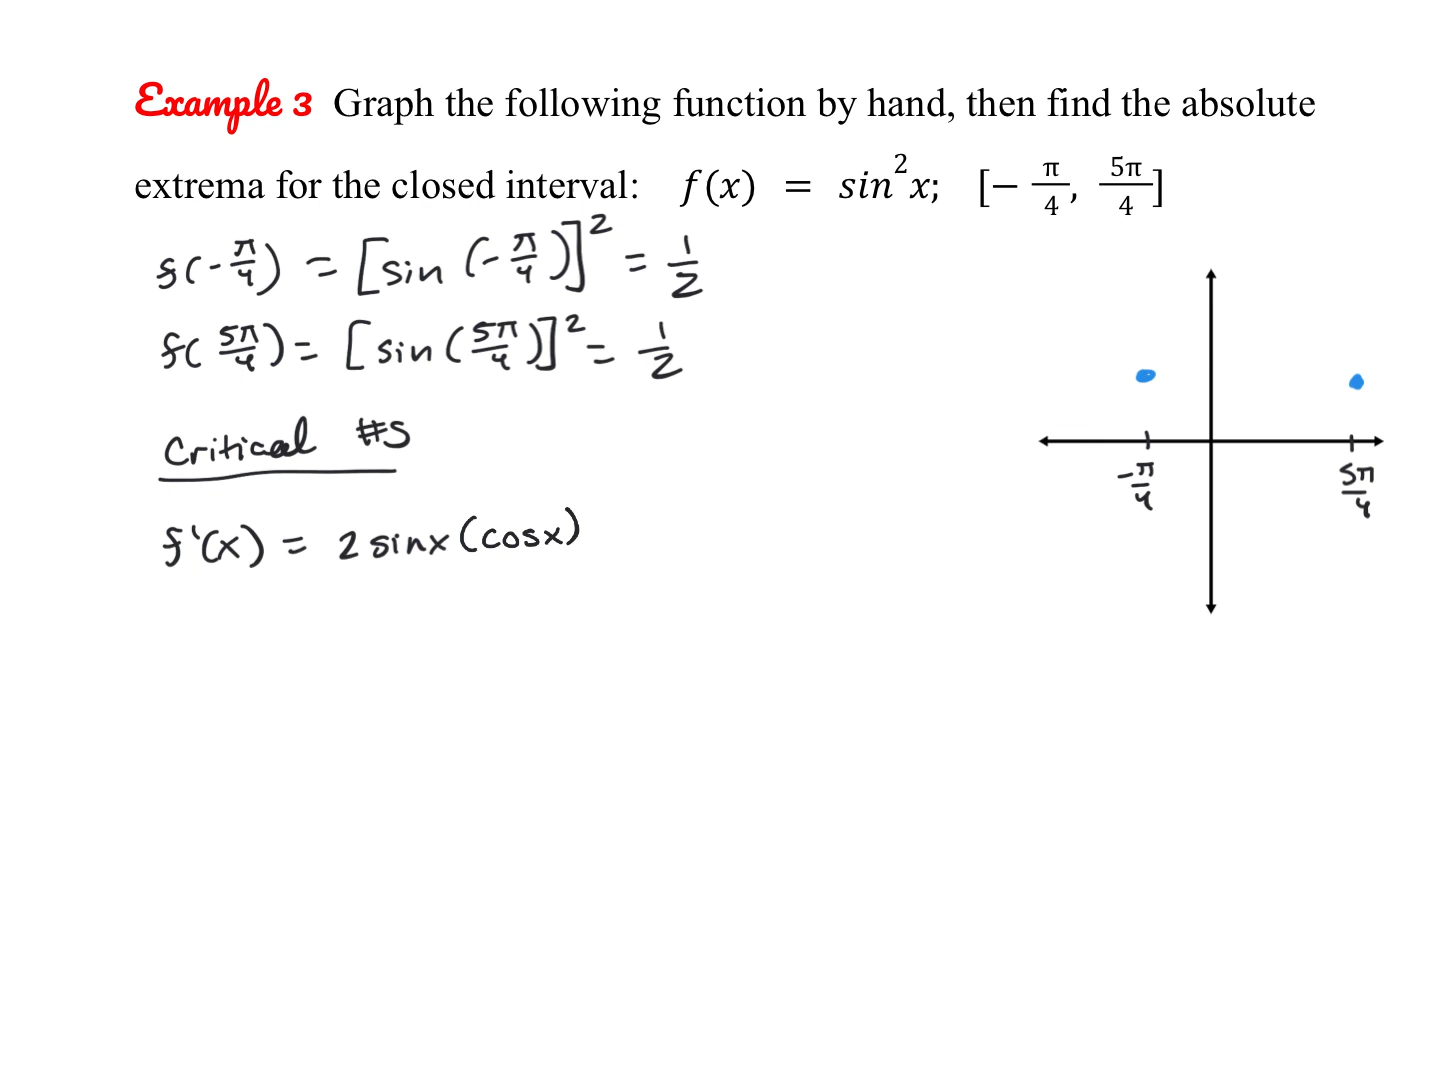 Example 3 Graph the following function by hand, then find the absolute
extrema for the closed interval: f(x) = sin²x; [− π/4, 5π/4]
f(-π/4) = [sin (-π/4)]² = 1/2
f(5π/4) = [sin(5π/4)]² = 1/2
Critical #s
f'(x) = 2 sinx (cosx)
-π/4
5π/4